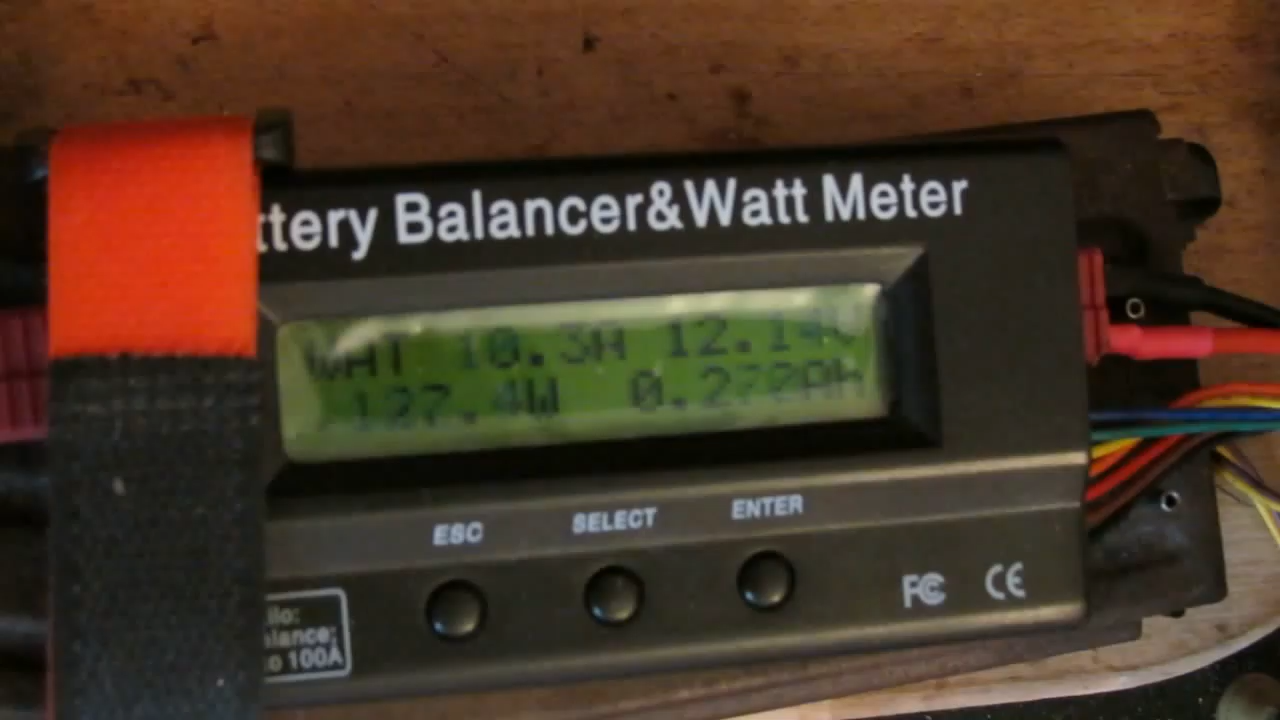 ttery Balancer&Watt Meter
WAT 10.3A 12.14V
127.4W 0.272Ah
ESC SELECT ENTER
FC CE
100A